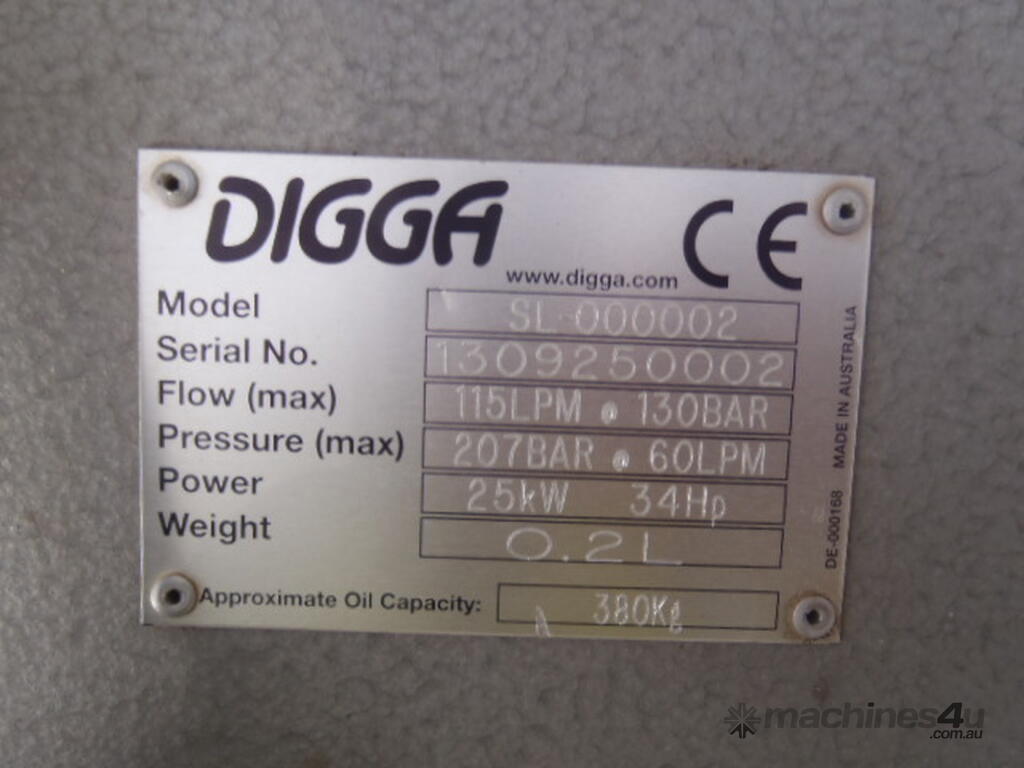 DIGGA
CE
www.digga.com
Model SL-000002
Serial No. 1309250002
Flow (max) 115LPM @ 130BAR
Pressure (max) 207BAR @ 60LPM
Power 25kW 34Hp
Weight 0.2L
Approximate Oil Capacity: 380Kg
DE-000168 MADE IN AUSTRALIA
machines4u
.com.au